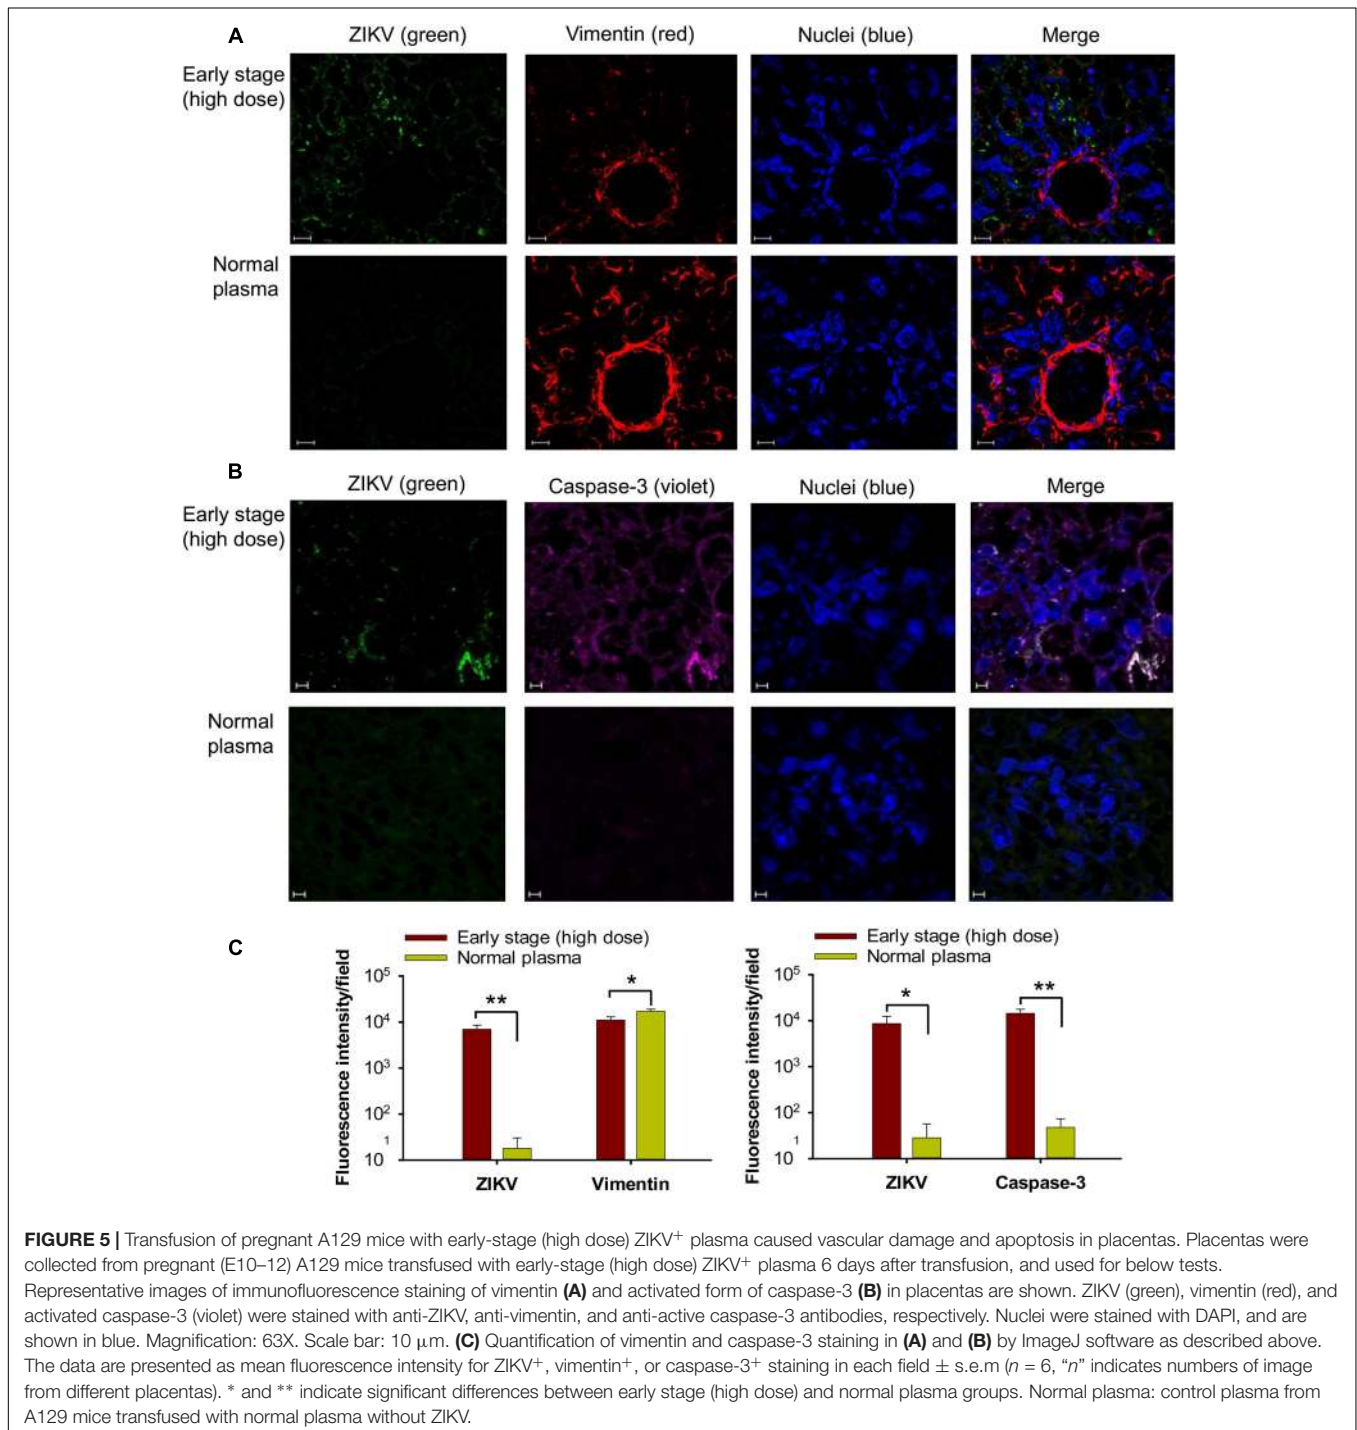 A
ZIKV (green) Vimentin (red) Nuclei (blue) Merge
Early stage
(high dose)
Normal
plasma
B
ZIKV (green) Caspase-3 (violet) Nuclei (blue) Merge
Early stage
(high dose)
Normal
plasma
C
Early stage (high dose)
Normal plasma
Fluorescence intensity/field
10⁵
10⁴
10³
10²
10¹
** *
ZIKV Vimentin
Early stage (high dose)
Normal plasma
Fluorescence intensity/field
10⁵
10⁴
10³
10²
10¹
* **
ZIKV Caspase-3
FIGURE 5 | Transfusion of pregnant A129 mice with early-stage (high dose) ZIKV⁺ plasma caused vascular damage and apoptosis in placentas. Placentas were
collected from pregnant (E10–12) A129 mice transfused with early-stage (high dose) ZIKV⁺ plasma 6 days after transfusion, and used for below tests.
Representative images of immunofluorescence staining of vimentin (A) and activated form of caspase-3 (B) in placentas are shown. ZIKV (green), vimentin (red), and
activated caspase-3 (violet) were stained with anti-ZIKV, anti-vimentin, and anti-active caspase-3 antibodies, respectively. Nuclei were stained with DAPI, and are
shown in blue. Magnification: 63X. Scale bar: 10 μm. (C) Quantification of vimentin and caspase-3 staining in (A) and (B) by ImageJ software as described above.
The data are presented as mean fluorescence intensity for ZIKV⁺, vimentin⁺, or caspase-3⁺ staining in each field ± s.e.m (n = 6, “n” indicates numbers of image
from different placentas). * and ** indicate significant differences between early stage (high dose) and normal plasma groups. Normal plasma: control plasma from
A129 mice transfused with normal plasma without ZIKV.